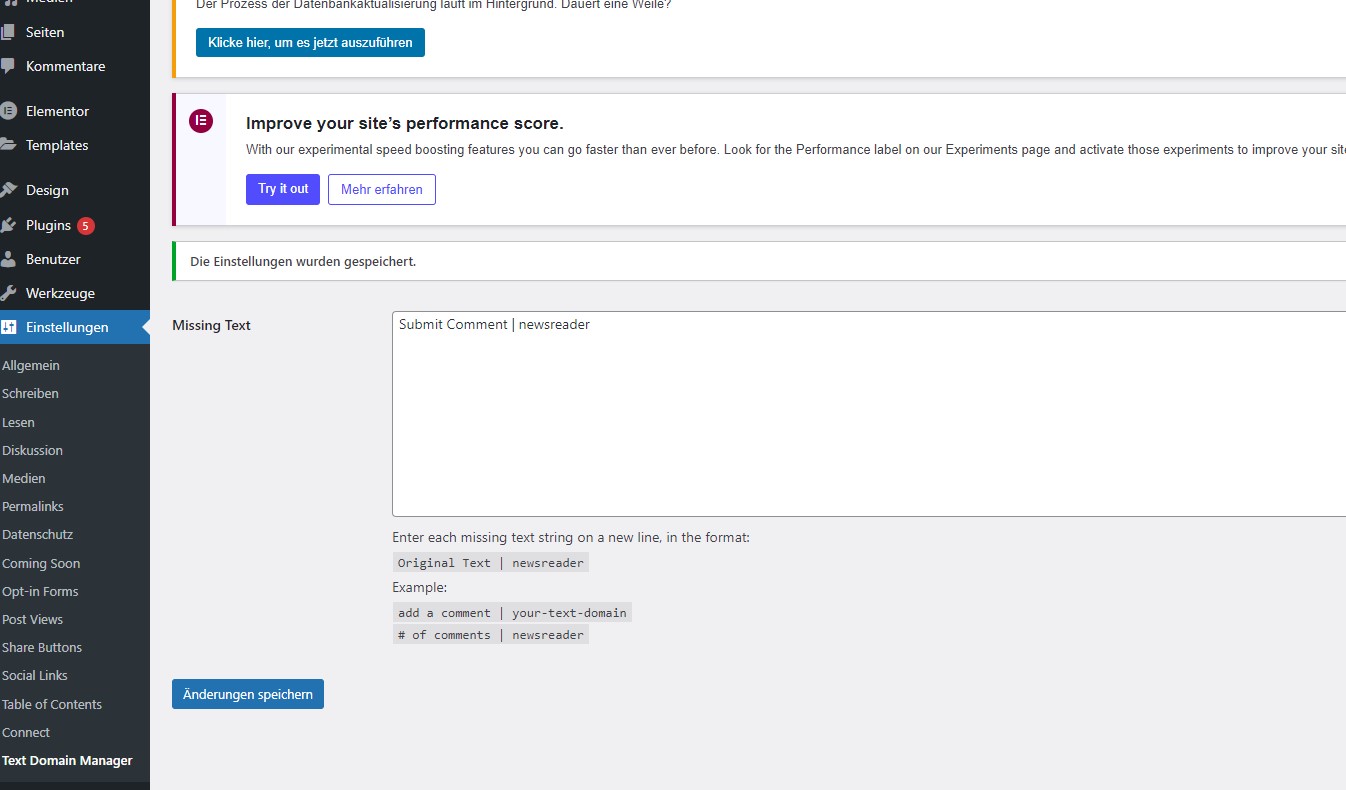 Medien
Seiten
Kommentare
Elementor
Templates
Design
Plugins 5
Benutzer
Werkzeuge
Einstellungen
Allgemein
Schreiben
Lesen
Diskussion
Medien
Permalinks
Datenschutz
Coming Soon
Opt-in Forms
Post Views
Share Buttons
Social Links
Table of Contents
Connect
Text Domain Manager
Der Prozess der Datenbankaktualisierung läuft im Hintergrund. Dauert eine Weile?
Klicke hier, um es jetzt auszuführen
Improve your site's performance score.
With our experimental speed boosting features you can go faster than ever before. Look for the Performance label on our Experiments page and activate those experiments to improve your
Try it out
Mehr erfahren
Die Einstellungen wurden gespeichert.
Missing Text
Submit Comment | newsreader
Enter each missing text string on a new line, in the format:
Original Text | newsreader
Example:
add a comment | your-text-domain
# of comments | newsreader
Änderungen speichern